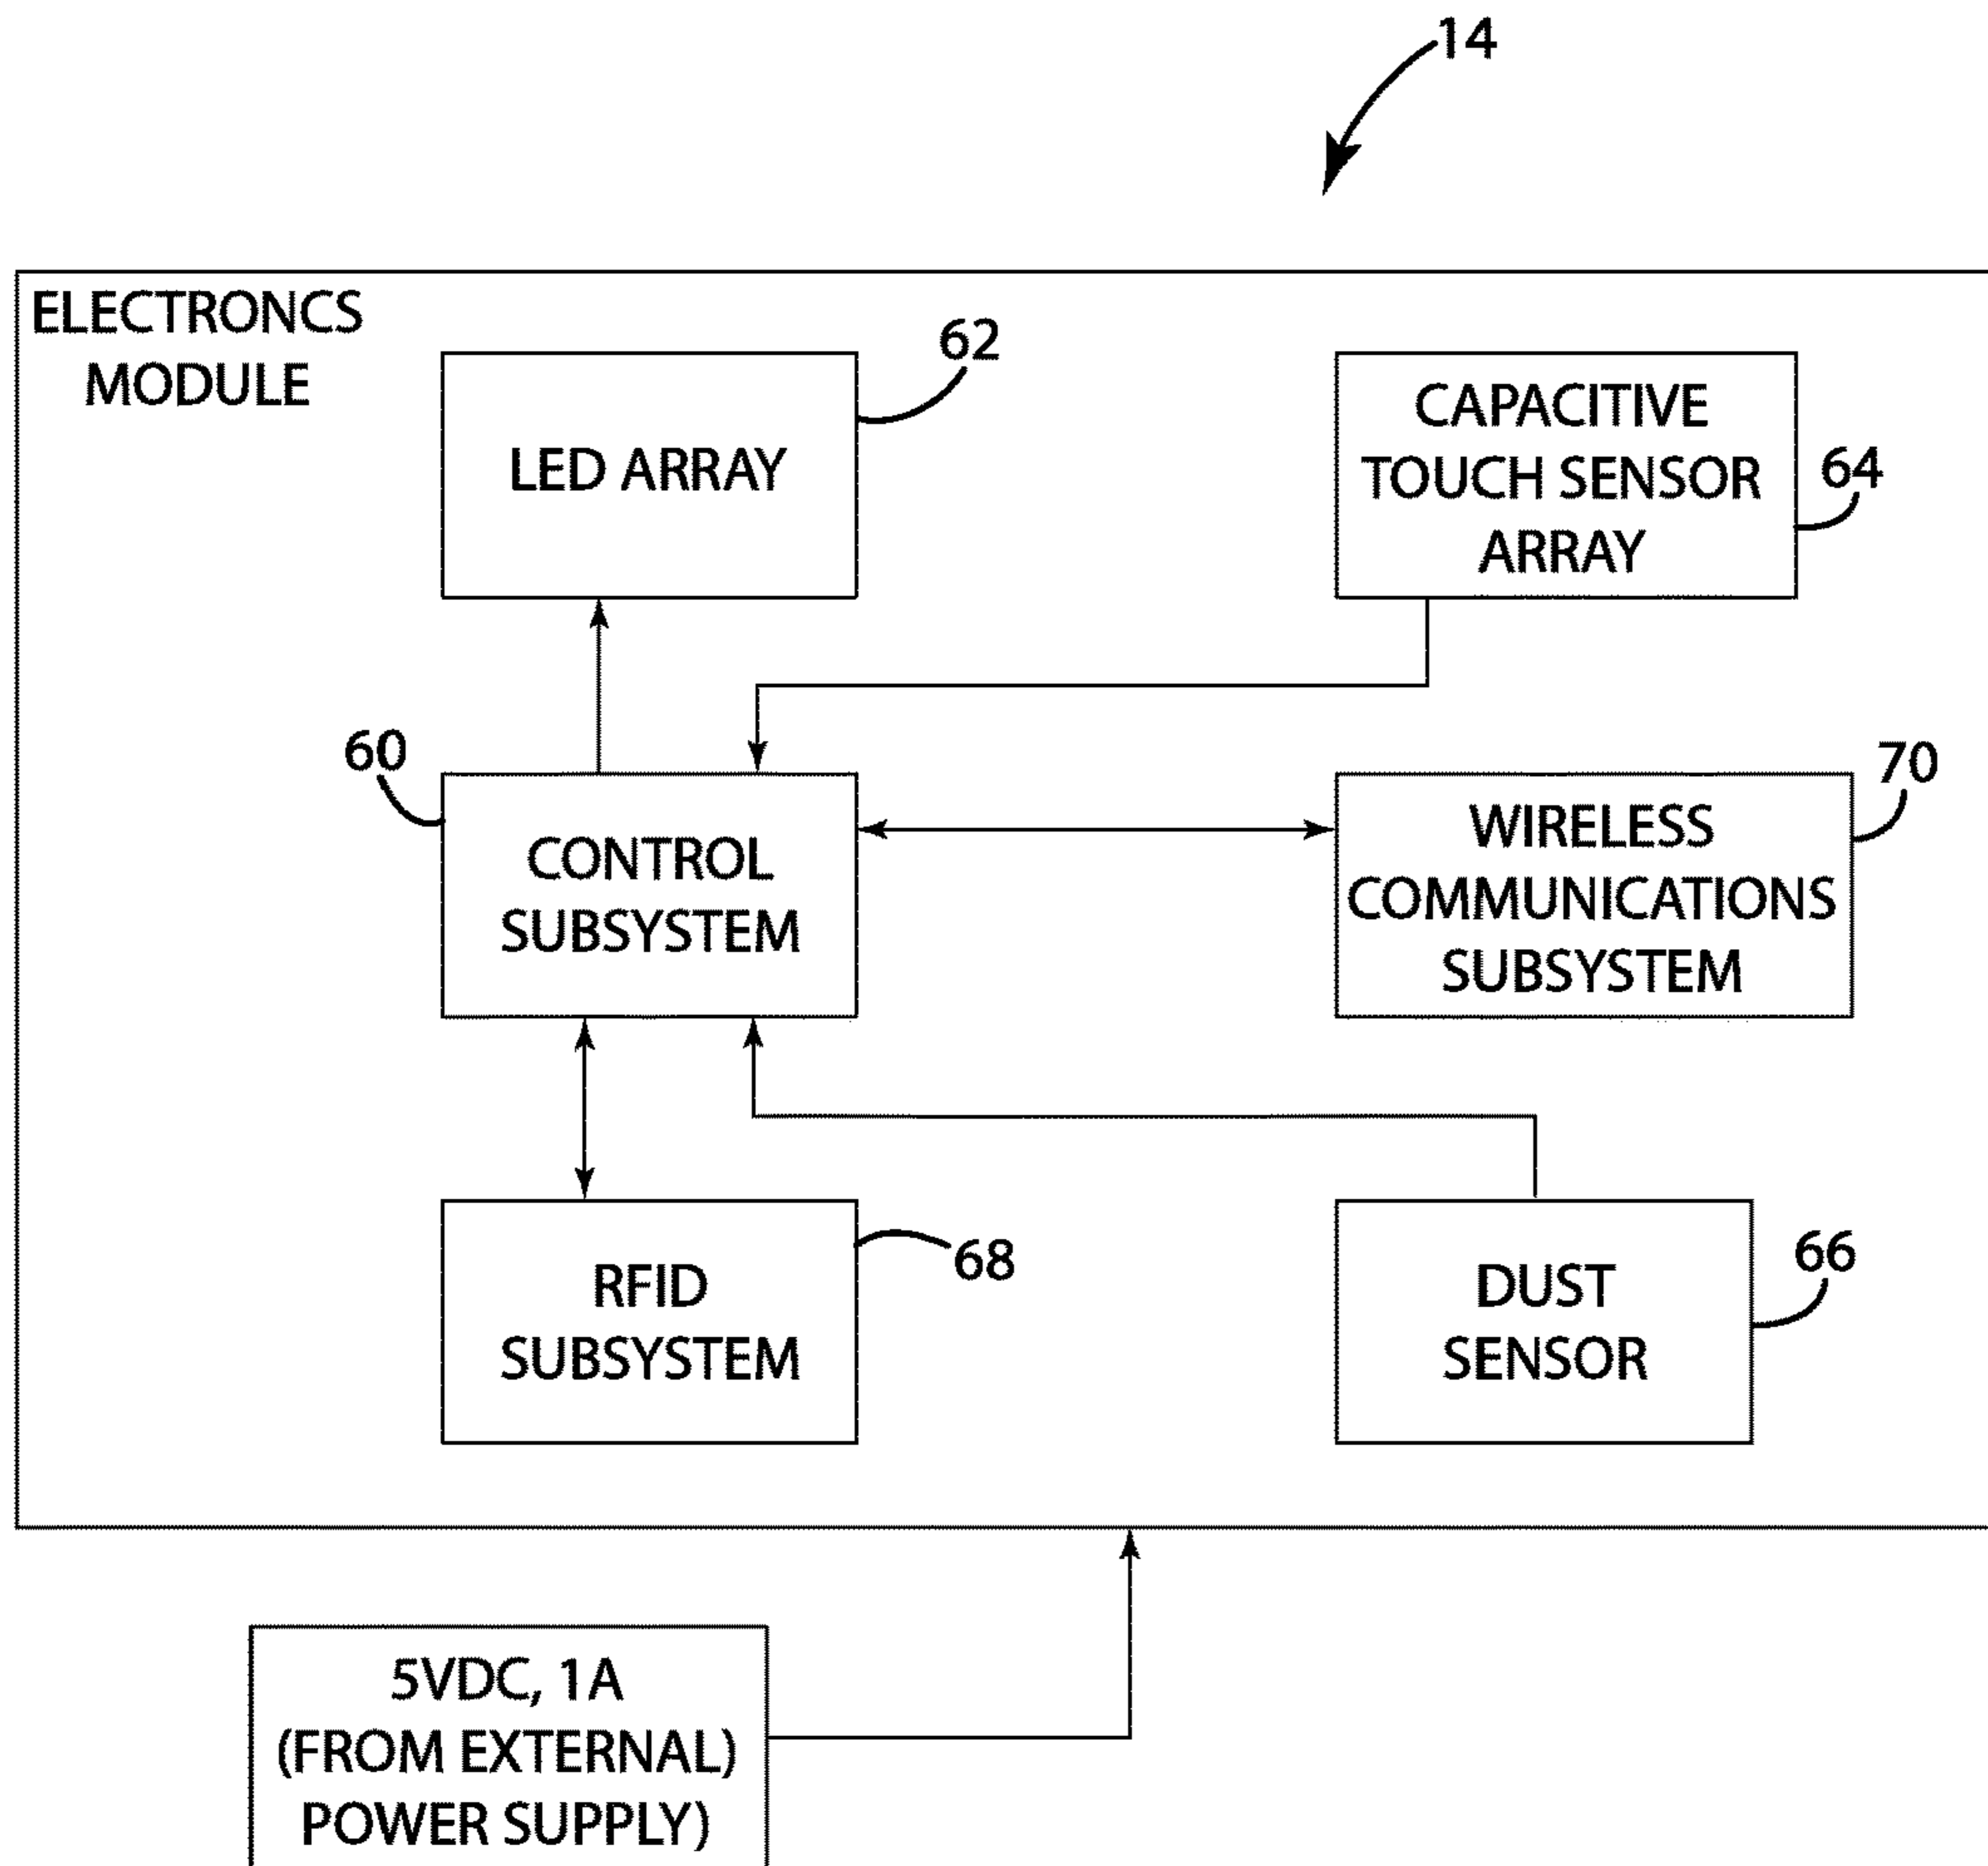 14
ELECTRONCS
MODULE
62
LED ARRAY
CAPACITIVE
TOUCH SENSOR
ARRAY
64
60
CONTROL
SUBSYSTEM
70
WIRELESS
COMMUNICATIONS
SUBSYSTEM
RFID
SUBSYSTEM
68
DUST
SENSOR
66
5VDC, 1A
(FROM EXTERNAL)
POWER SUPPLY)